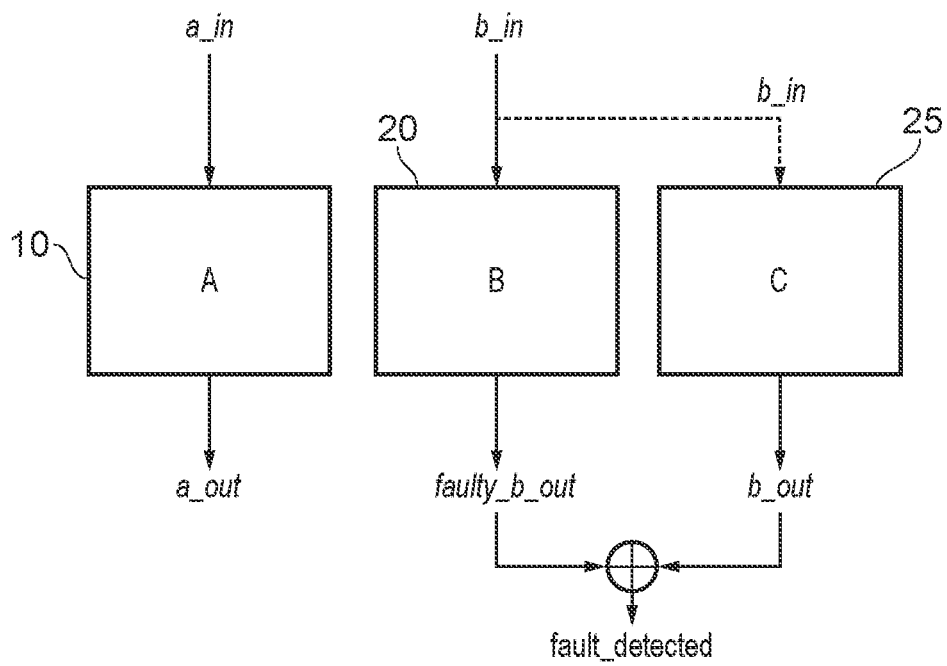 a_in
b_in
b_in
20
25
10
A
B
C
a_out
faulty_b_out
b_out
fault_detected